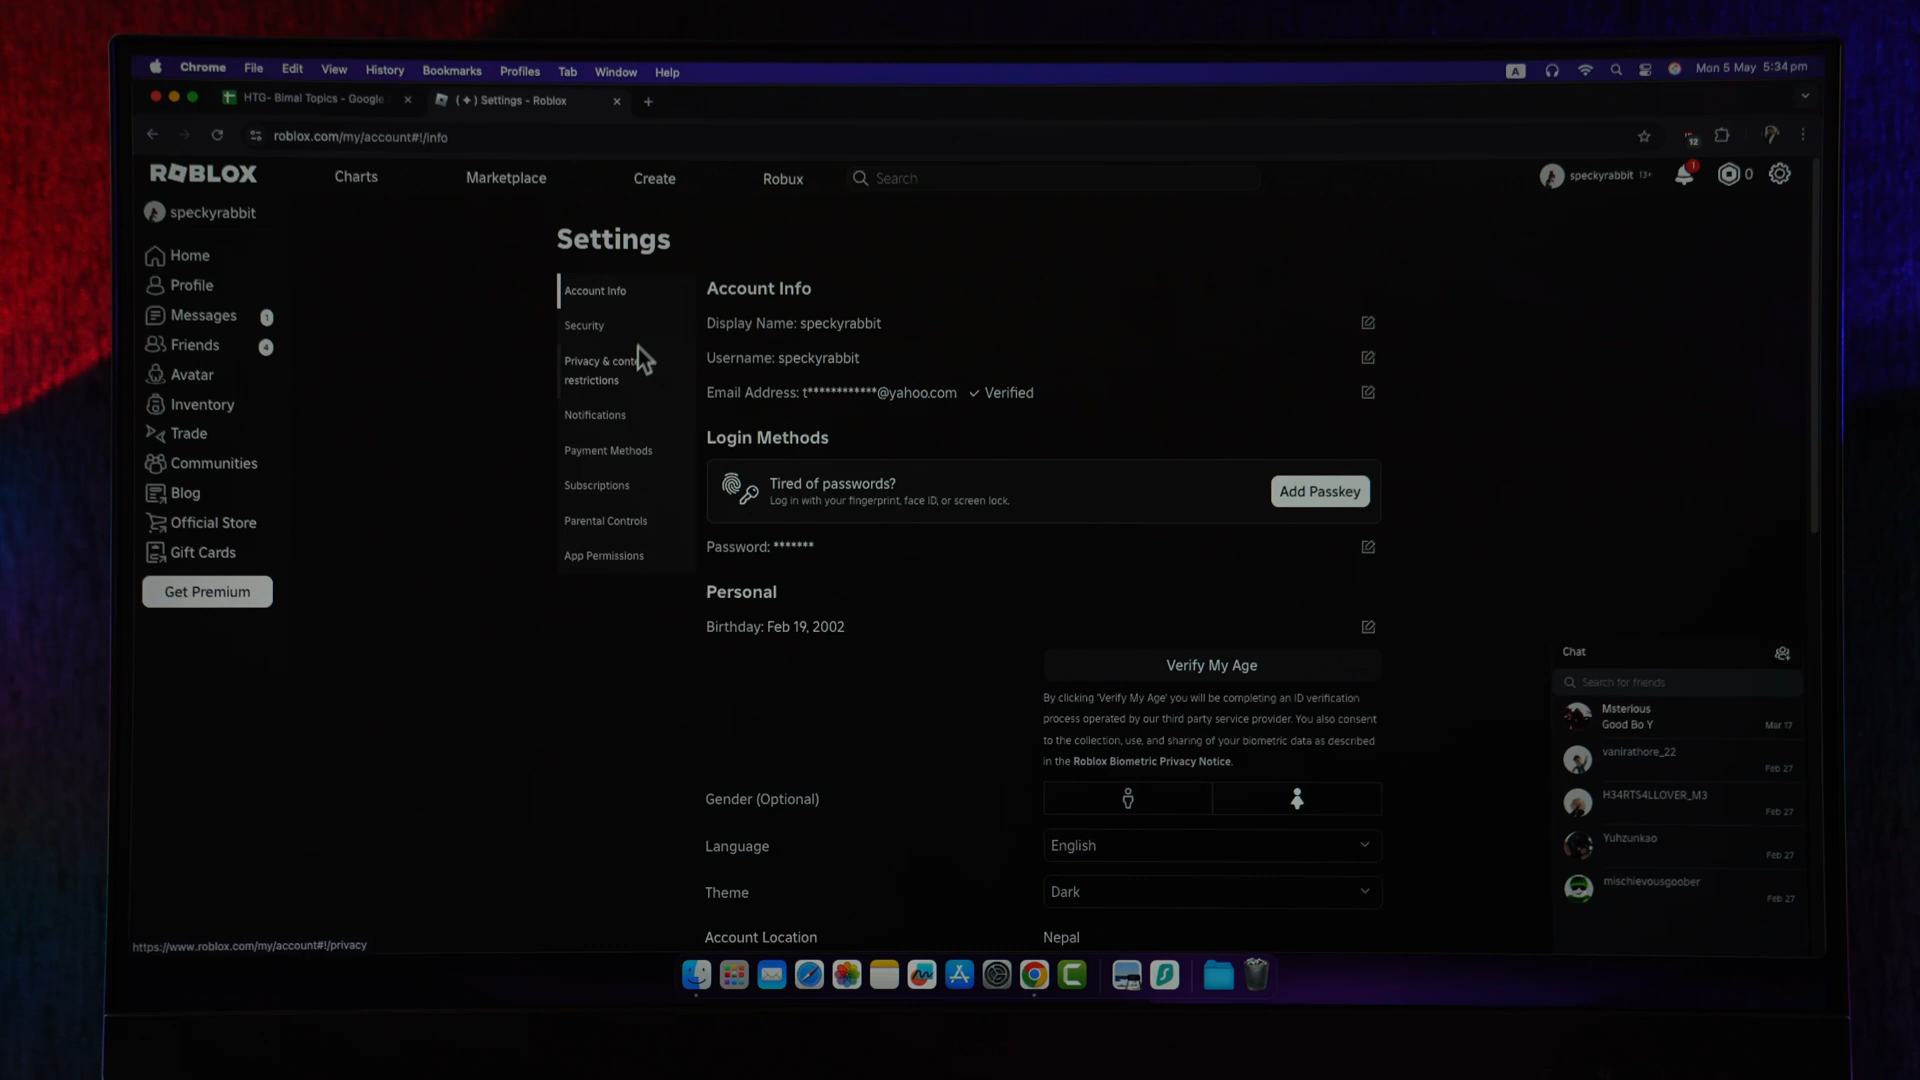 Chrome File Edit View History Bookmarks Profiles Tab Window Help
A Mon 5 May 5:34 pm
HTG- Bimal Topics - Google
( ) Settings - Roblox
roblox.com/my/account#!/info
12
ROBLOX
Charts Marketplace Create Robux Search
speckyrabbit 13+ 1 0
speckyrabbit
Home
Profile
Messages 1
Friends 4
Avatar
Inventory
Trade
Communities
Blog
Official Store
Gift Cards
Get Premium
Settings
Account Info
Security
Privacy & conte
restrictions
Notifications
Payment Methods
Subscriptions
Parental Controls
App Permissions
Account Info
Display Name: speckyrabbit
Username: speckyrabbit
Email Address: t************@yahoo.com ✓ Verified
Login Methods
Tired of passwords?
Log in with your fingerprint, face ID, or screen lock.
Add Passkey
Password: *******
Personal
Birthday: Feb 19, 2002
Verify My Age
By clicking 'Verify My Age' you will be completing an ID verification
process operated by our third party service provider. You also consent
to the collection, use, and sharing of your biometric data as described
in the Roblox Biometric Privacy Notice.
Gender (Optional)
Language English
Theme Dark
Account Location Nepal
Chat
Search for friends
Msterious
Good Bo Y Mar 17
vanirathore_22
Feb 27
H34RTS4LLOVER_M3
Feb 27
Yuhzunkao
Feb 27
mischievousgoober
Feb 27
https://www.roblox.com/my/account#!/privacy